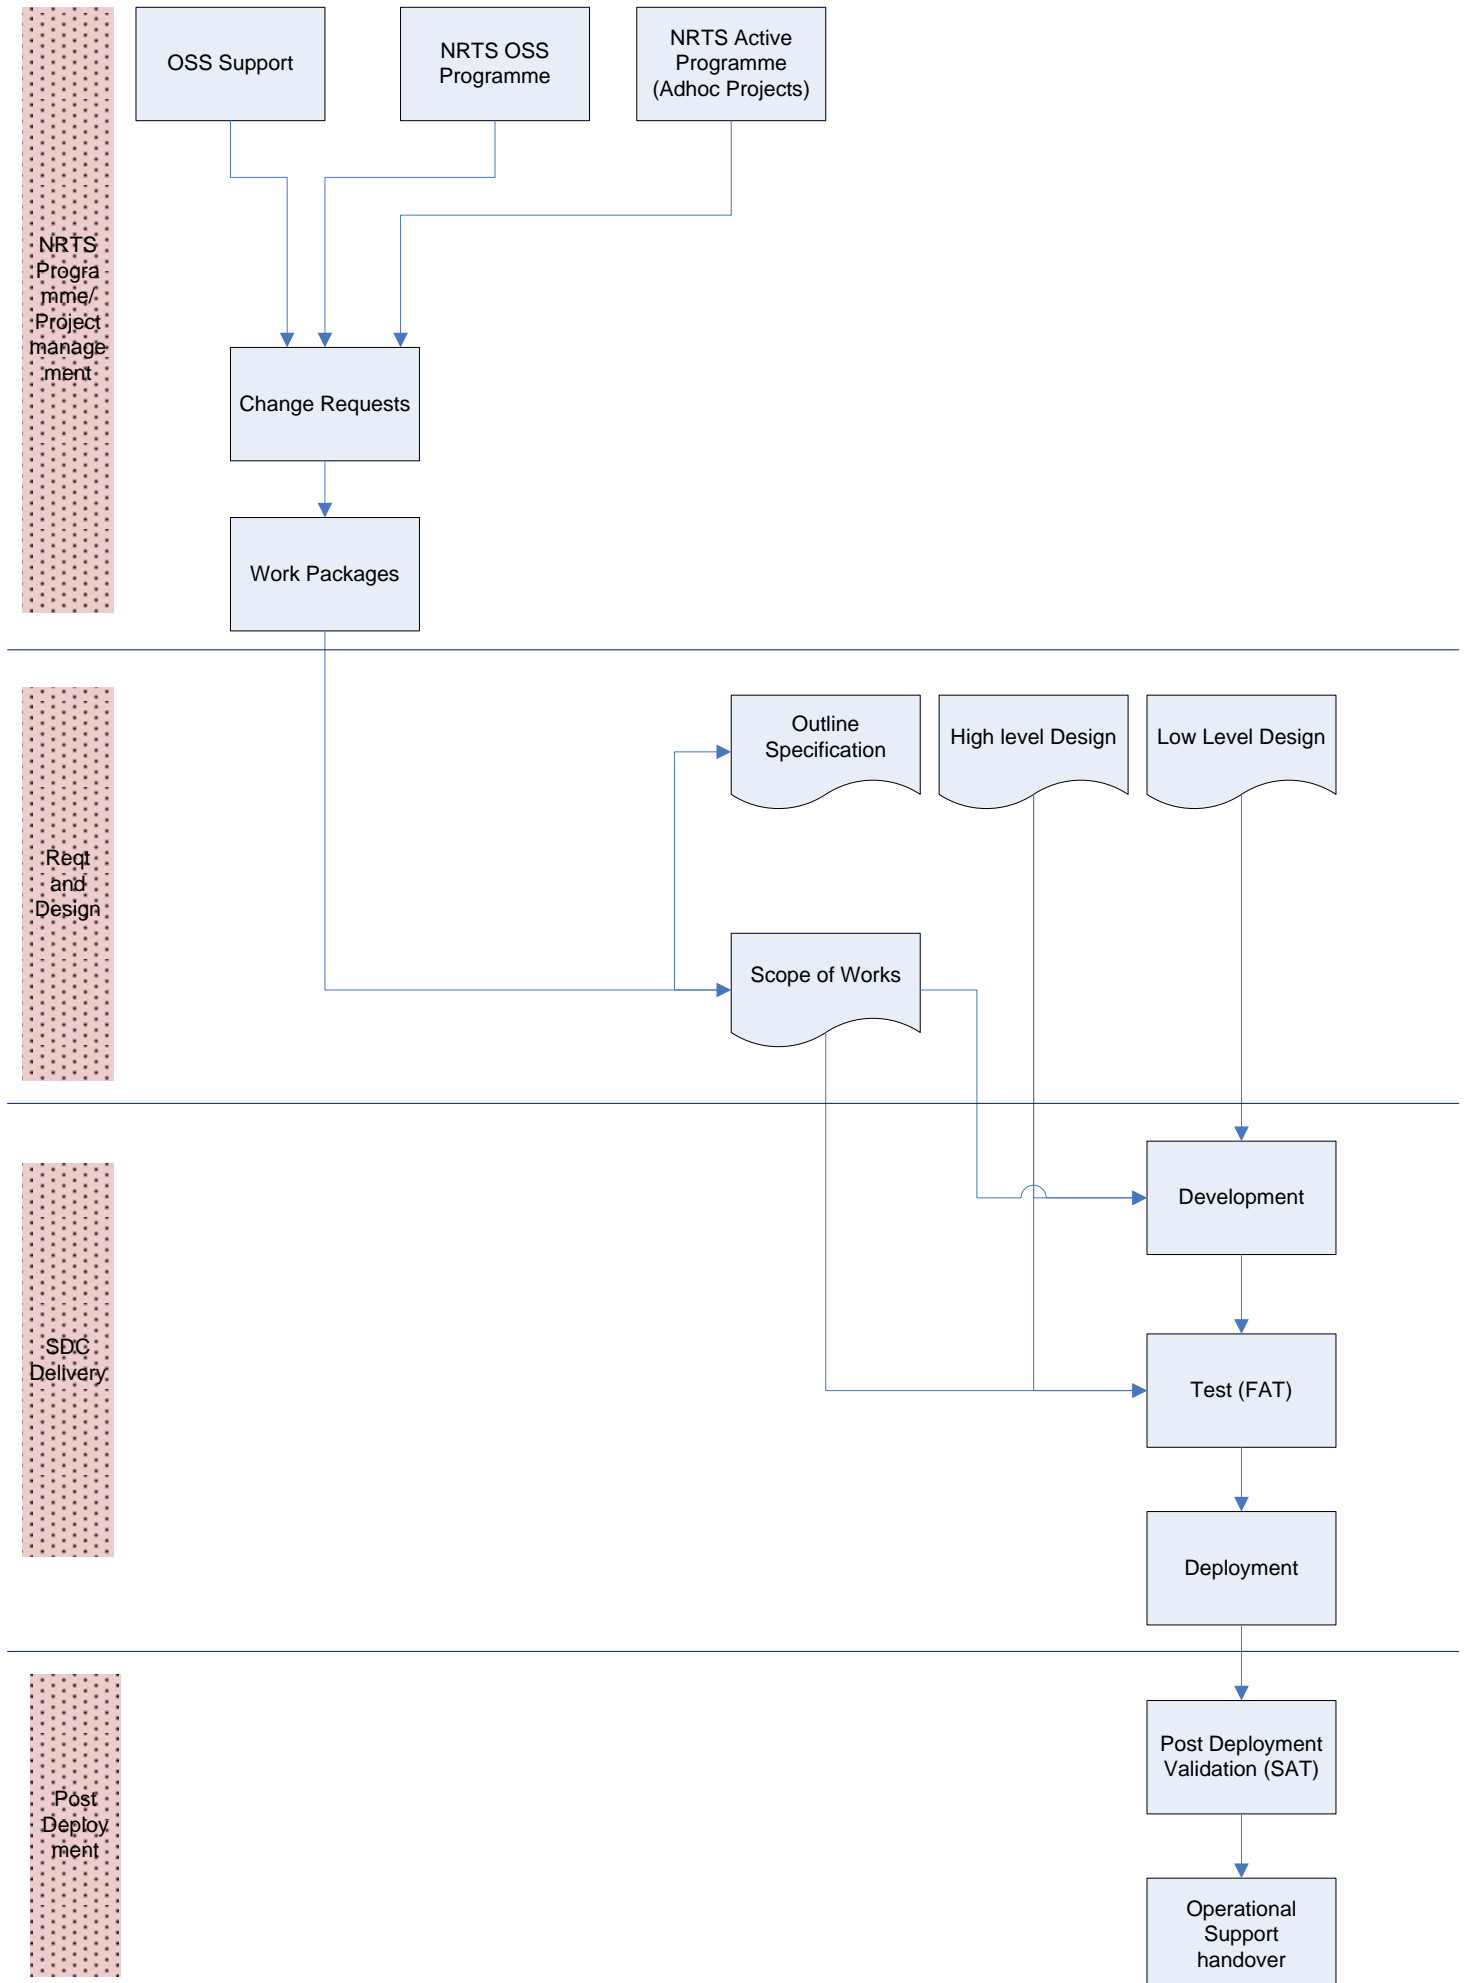 OSS Support
NRTS OSS
Programme
NRTS Active
Programme
(Adhoc Projects)
NRTS
Progra
mme/
Project
manage
ment
Change Requests
Work Packages
Outline
Specification
High level Design
Low Level Design
Reqt
and
Design
Scope of Works
Development
SDC
Delivery
Test (FAT)
Deployment
Post Deployment
Validation (SAT)
Post
Deploy
ment
Operational
Support
handover